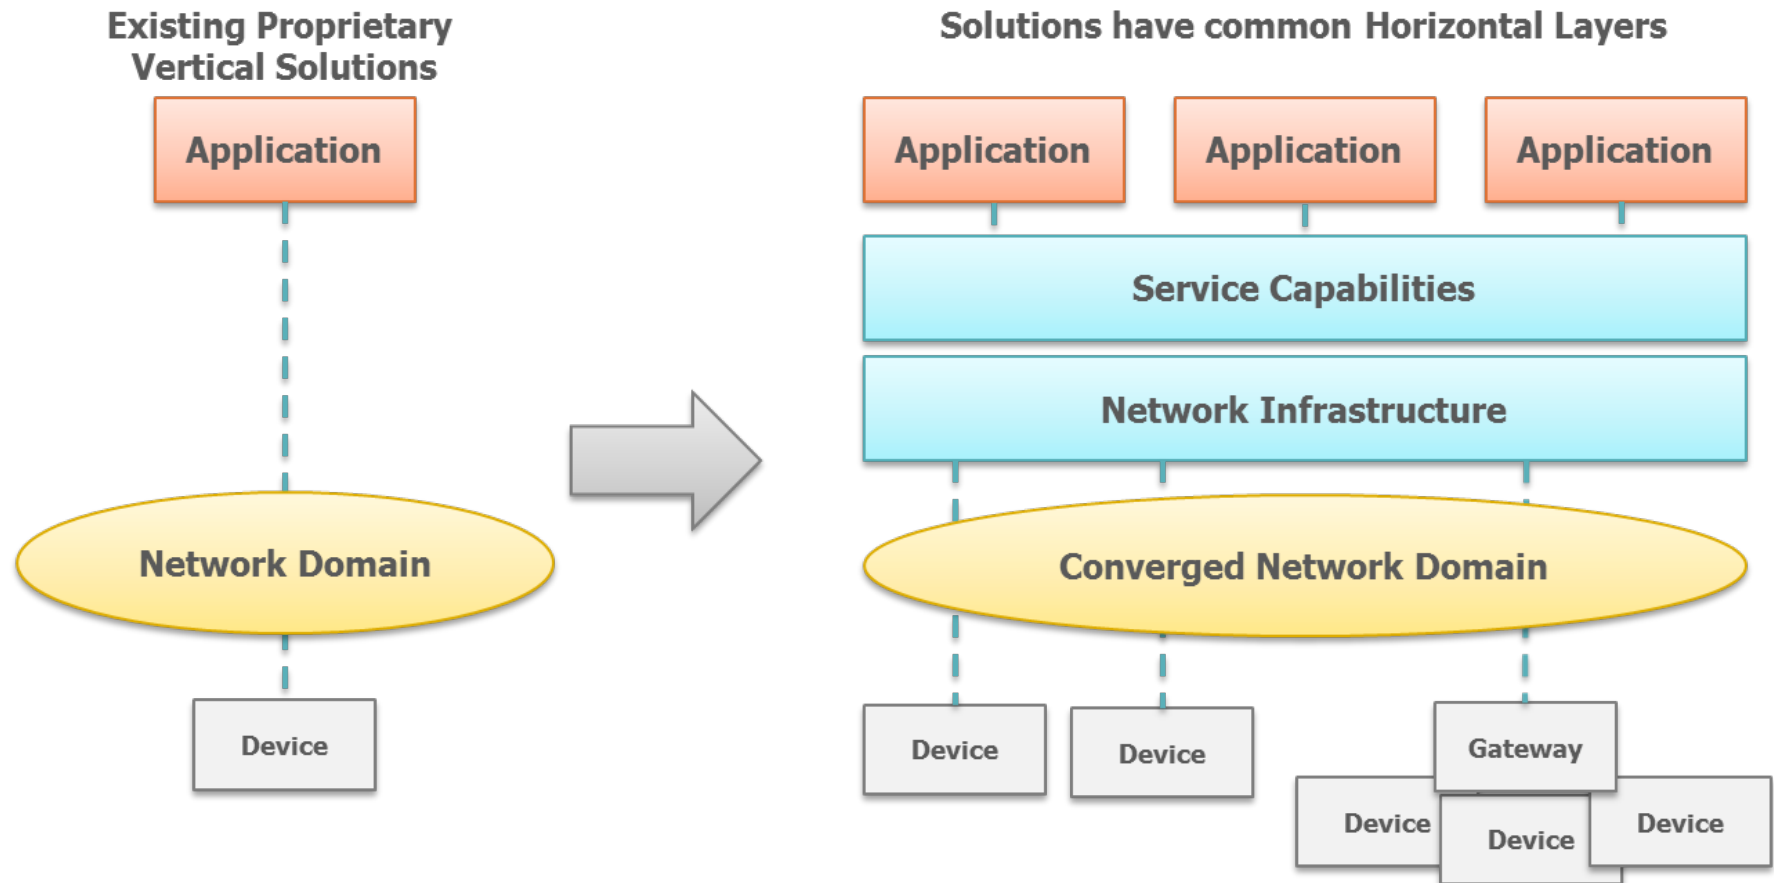 Existing Proprietary
Vertical Solutions
Application
Network Domain
Device
Solutions have common Horizontal Layers
Application
Application
Application
Service Capabilities
Network Infrastructure
Converged Network Domain
Device
Device
Gateway
Device
Device
Device